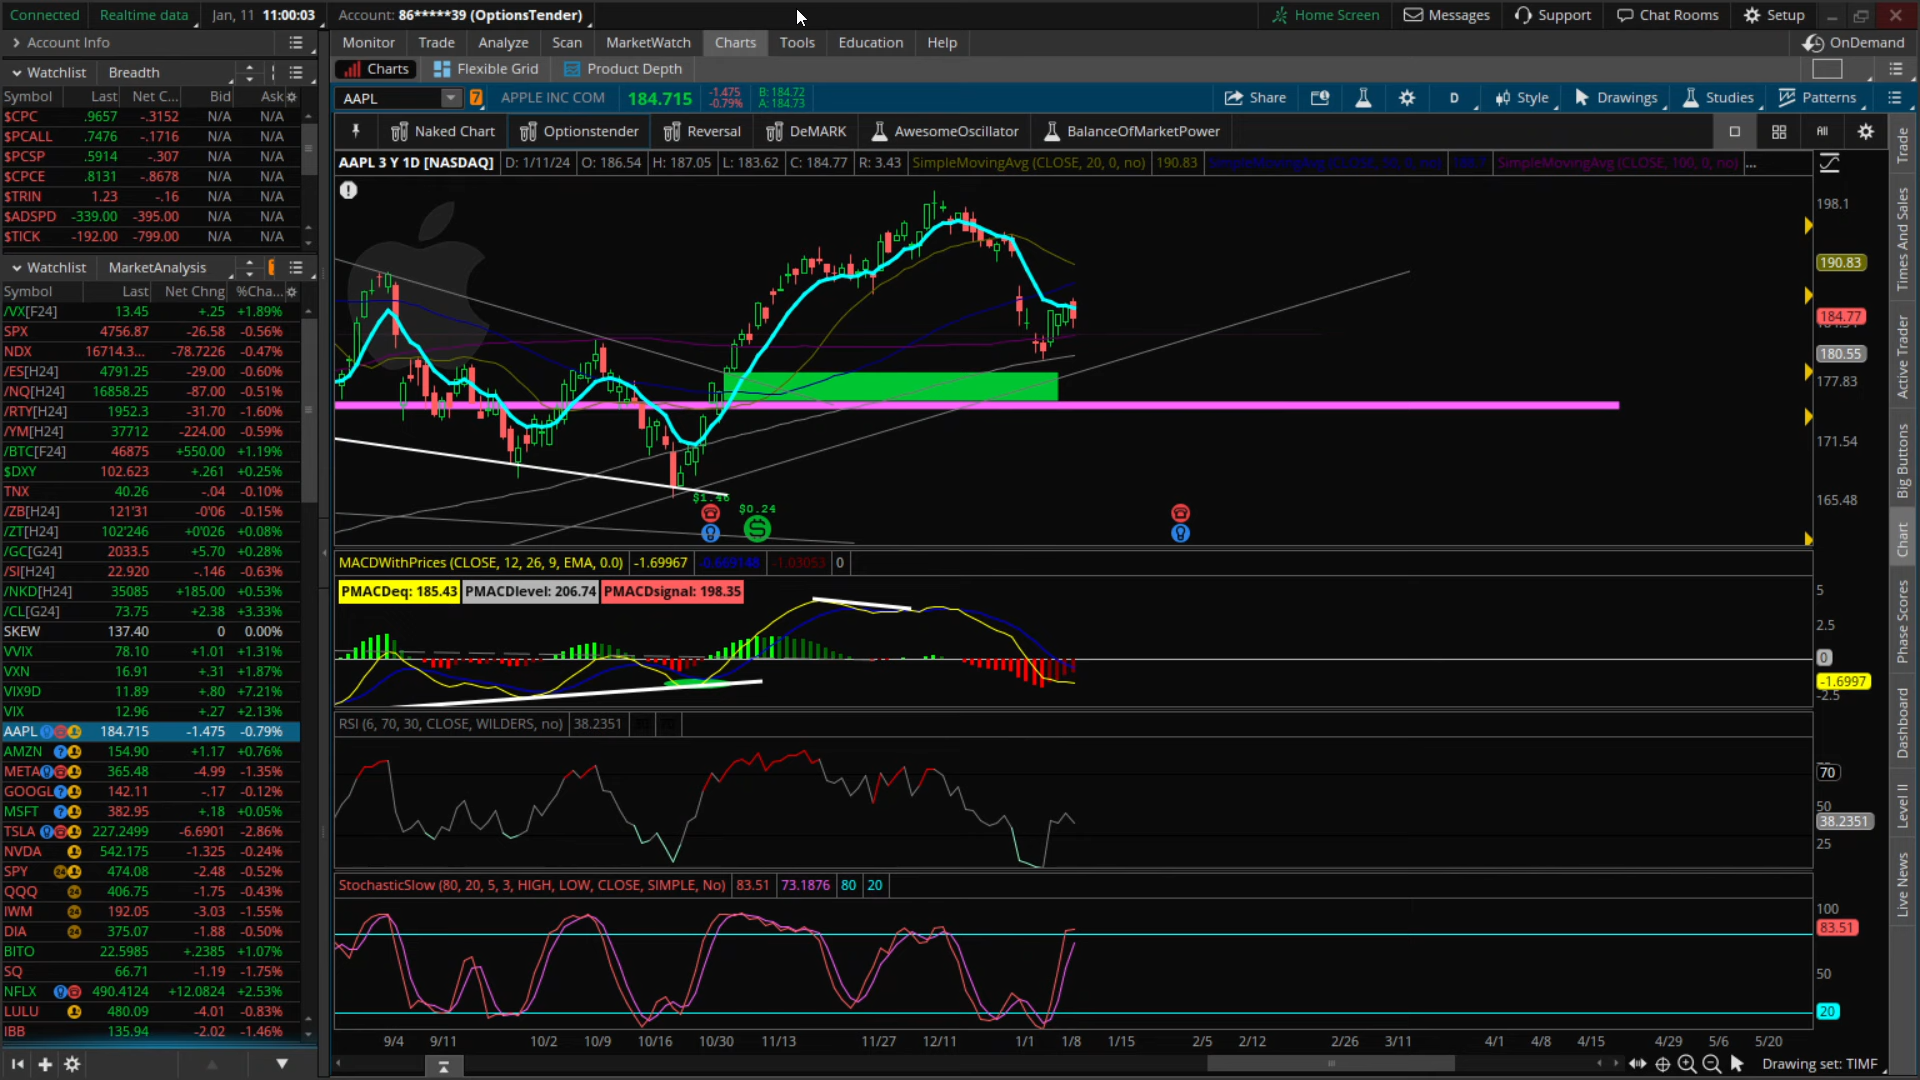 Connected Realtime data Jan, 11 11:00:03 Account: 86*****39 (OptionsTender) Home Screen Messages Support Chat Rooms Setup
Account Info
Monitor Trade Analyze Scan MarketWatch Charts Tools Education Help OnDemand
Charts Flexible Grid Product Depth
Watchlist Breadth
Symbol Last Net C... Bid Ask
$CPC .9657 -.3152 N/A N/A
$PCALL .7476 -.1716 N/A N/A
$PCSP .5914 -.307 N/A N/A
$CPCE .8131 -.8678 N/A N/A
$TRIN 1.23 -.16 N/A N/A
$ADSPD -339.00 -395.00 N/A N/A
$TICK -192.00 -799.00 N/A N/A
Watchlist MarketAnalysis
Symbol Last Net Chng %Cha...
/VX[F24] 13.45 +.25 +1.89%
SPX 4756.87 -26.58 -0.56%
NDX 16714.3... -78.7226 -0.47%
/ES[H24] 4791.25 -29.00 -0.60%
/NQ[H24] 16858.25 -87.00 -0.51%
/RTY[H24] 1952.3 -31.70 -1.60%
/YM[H24] 37712 -224.00 -0.59%
/BTC[F24] 46875 +550.00 +1.19%
$DXY 102.623 +.261 +0.25%
TNX 40.26 -.04 -0.10%
/ZB[H24] 121'31 -0'06 -0.15%
/ZT[H24] 102'246 +0'026 +0.08%
/GC[G24] 2033.5 +5.70 +0.28%
/SI[H24] 22.920 -.146 -0.63%
/NKD[H24] 35085 +185.00 +0.53%
/CL[G24] 73.75 +2.38 +3.33%
SKEW 137.40 0 0.00%
VVIX 78.10 +1.01 +1.31%
VXN 16.91 +.31 +1.87%
VIX9D 11.89 +.80 +7.21%
VIX 12.96 +.27 +2.13%
AAPL 184.715 -1.475 -0.79%
AMZN 154.90 +1.17 +0.76%
META 365.48 -4.99 -1.35%
GOOGL 142.11 -.17 -0.12%
MSFT 382.95 +.18 +0.05%
TSLA 227.2499 -6.6901 -2.86%
NVDA 542.175 -1.325 -0.24%
SPY 474.08 -2.48 -0.52%
QQQ 406.75 -1.75 -0.43%
IWM 192.05 -3.03 -1.55%
DIA 375.07 -1.88 -0.50%
BITO 22.5985 +.2385 +1.07%
SQ 66.71 -1.19 -1.75%
NFLX 490.4124 +12.0824 +2.53%
LULU 480.09 -4.01 -0.83%
IBB 135.94 -2.02 -1.46%
AAPL 7 APPLE INC COM 184.715 -1.475 -0.79% B: 184.72 A: 184.73 Share D Style Drawings Studies Patterns
Naked Chart Optionstender Reversal DeMARK AwesomeOscillator BalanceOfMarketPower All
AAPL 3 Y 1D [NASDAQ] D: 1/11/24 O: 186.54 H: 187.05 L: 183.62 C: 184.77 R: 3.43 SimpleMovingAvg (CLOSE, 20, 0, no) 190.83 SimpleMovingAvg (CLOSE, 100, 0, no) ...
198.1
190.83
184.77
180.55
177.83
171.54
165.48
$1.46
$0.24
MACDWithPrices (CLOSE, 12, 26, 9, EMA, 0.0) -1.69967 -1.03053 0
PMACDeq: 185.43 PMACDlevel: 206.74 PMACDsignal: 198.35
5
2.5
0
-1.6997
-2.5
RSI (6, 70, 30, CLOSE, WILDERS, no) 38.2351
70
50
38.2351
25
StochasticSlow (80, 20, 5, 3, HIGH, LOW, CLOSE, SIMPLE, No) 83.51 73.1876 80 20
100
83.51
50
20
9/4 9/11 10/2 10/9 10/16 10/30 11/13 11/27 12/11 1/1 1/8 1/15 2/5 2/12 2/26 3/11 4/1 4/8 4/15 4/29 5/6 5/20
Drawing set: TIMF
Trade
Times And Sales
Active Trader
Big Buttons
Chart
Phase Scores
Dashboard
Level II
Live News